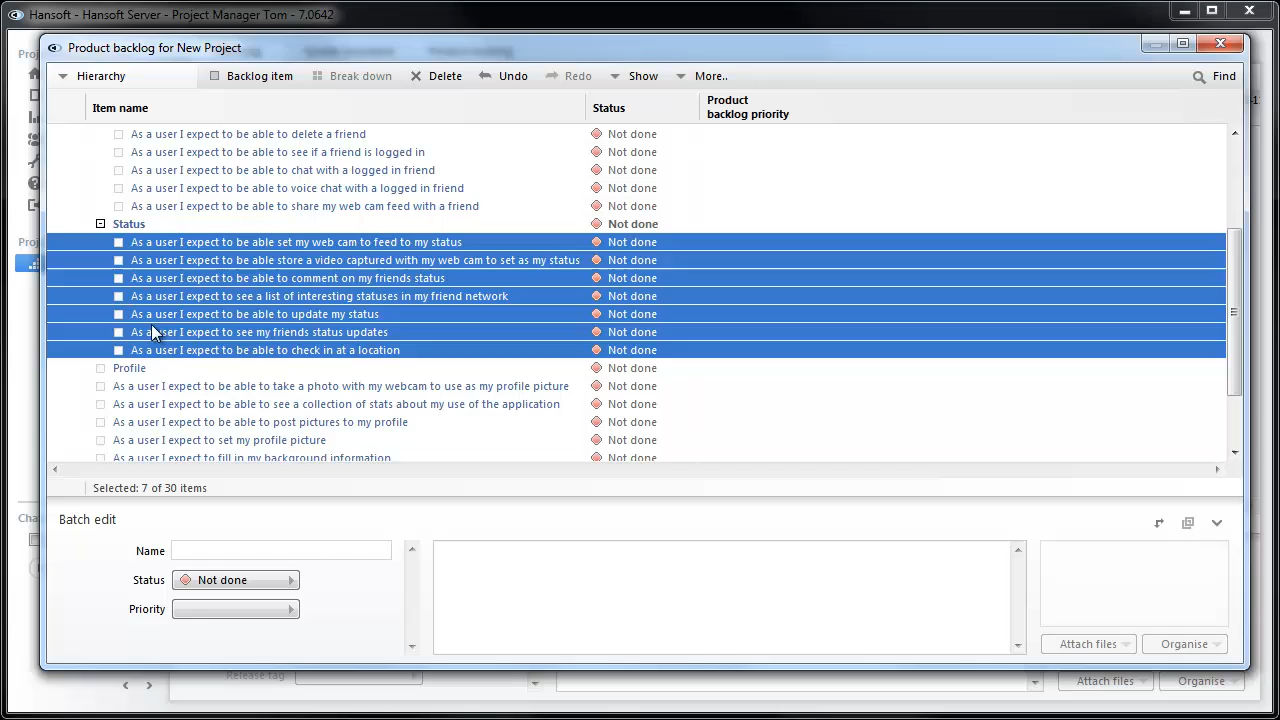 Hansoft - Hansoft Server - Project Manager Tom - 7.0642
Product backlog for New Project
Hierarchy
Backlog item
Break down
Delete
Undo
Redo
Show
More..
Find
Item name
Status
Product
backlog priority
As a user I expect to be able to delete a friend Not done
As a user I expect to be able to see if a friend is logged in Not done
As a user I expect to be able to chat with a logged in friend Not done
As a user I expect to be able to voice chat with a logged in friend Not done
As a user I expect to be able to share my web cam feed with a friend Not done
Status Not done
As a user I expect to be able set my web cam to feed to my status Not done
As a user I expect to be able store a video captured with my web cam to set as my status Not done
As a user I expect to be able to comment on my friends status Not done
As a user I expect to see a list of interesting statuses in my friend network Not done
As a user I expect to be able to update my status Not done
As a user I expect to see my friends status updates Not done
As a user I expect to be able to check in at a location Not done
Profile Not done
As a user I expect to be able to take a photo with my webcam to use as my profile picture Not done
As a user I expect to be able to see a collection of stats about my use of the application Not done
As a user I expect to be able to post pictures to my profile Not done
As a user I expect to set my profile picture Not done
As a user I expect to fill in my background information Not done
Selected: 7 of 30 items
Batch edit
Name
Status Not done
Priority
Attach files
Organise
Release tag
Attach files
Organise